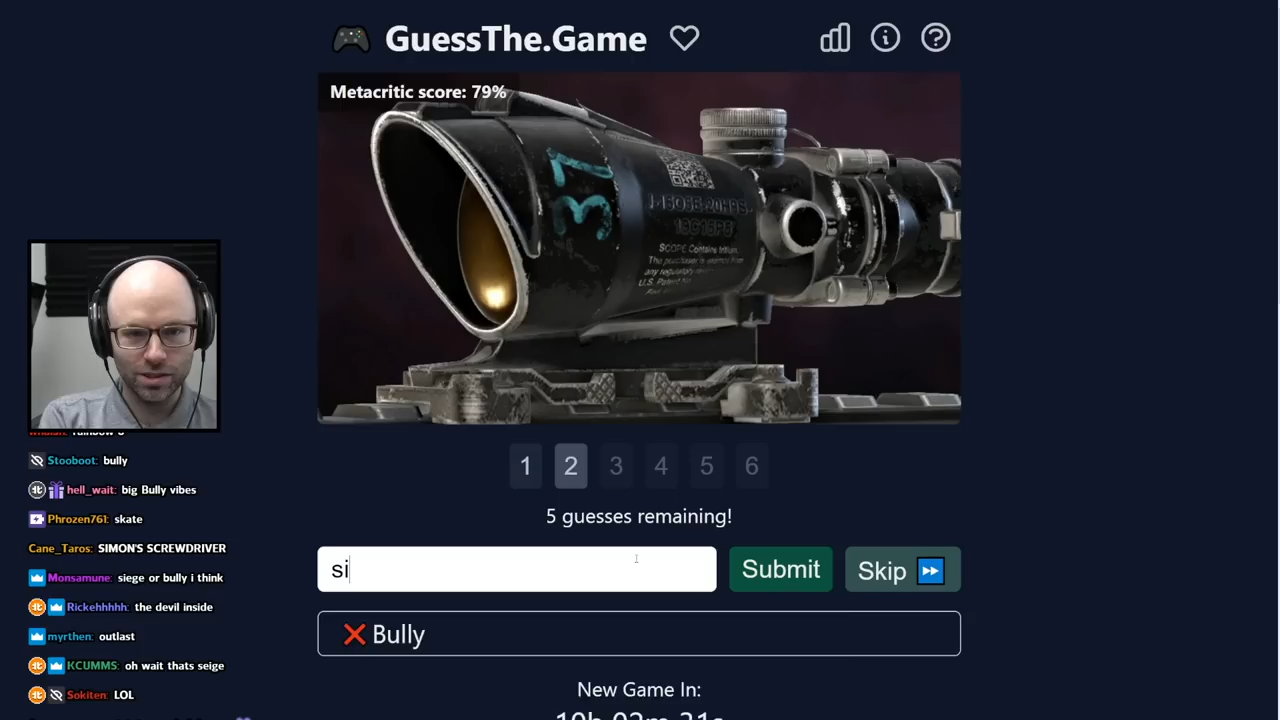 GuessThe.Game
Metacritic score: 79%
37
SCOPE Contains tritium.
U.S. Patent No
1 2 3 4 5 6
5 guesses remaining!
si
Submit
Skip
❌ Bully
New Game In:
Stooboot: bully
hell_wait: big Bully vibes
Phrozen761: skate
Cane_Taros: SIMON'S SCREWDRIVER
Monsamune: siege or bully i think
Rickehhhhh: the devil inside
myrthen: outlast
KCUMMS: oh wait thats seige
Sokiten: LOL